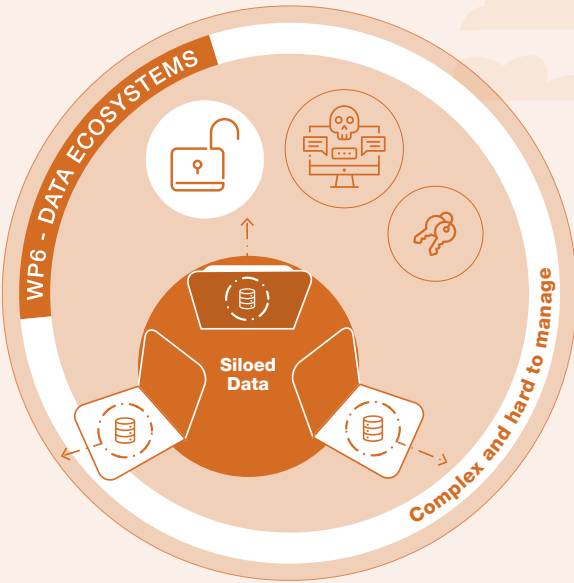 WP6 - DATA ECOSYSTEMS
Siloed
Data
Complex and hard to manage